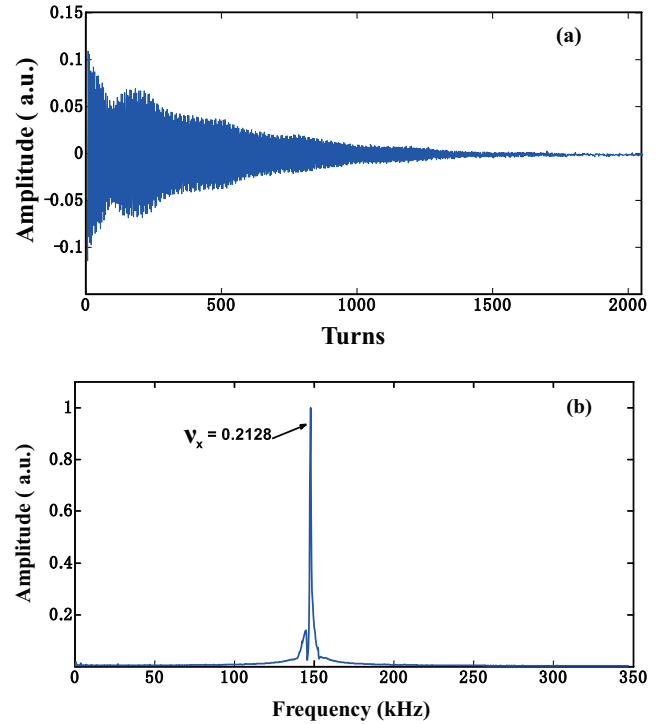 0.15
(a)
0.1
0.05
0
−0.05
−0.1
Amplitude ( a.u.)
0 500 1000 1500 2000
Turns
1
(b)
νx = 0.2128
0.8
0.6
0.4
0.2
Amplitude ( a.u.)
0 50 100 150 200 250 300 350
Frequency (kHz)